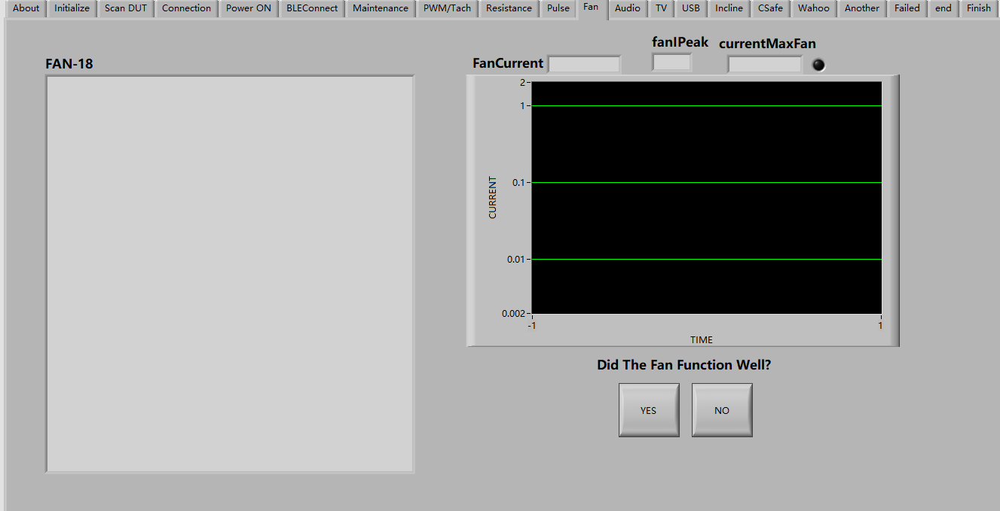 About Initialize Scan DUT Connection Power ON BLEConnect Maintenance PWM/Tach Resistance Pulse Fan Audio TV USB Incline CSafe Wahoo Another Failed end Finish
FAN-18
FanCurrent
fanIPeak
currentMaxFan
2
1
0.1
0.01
0.002
CURRENT
-1
1
TIME
Did The Fan Function Well?
YES NO